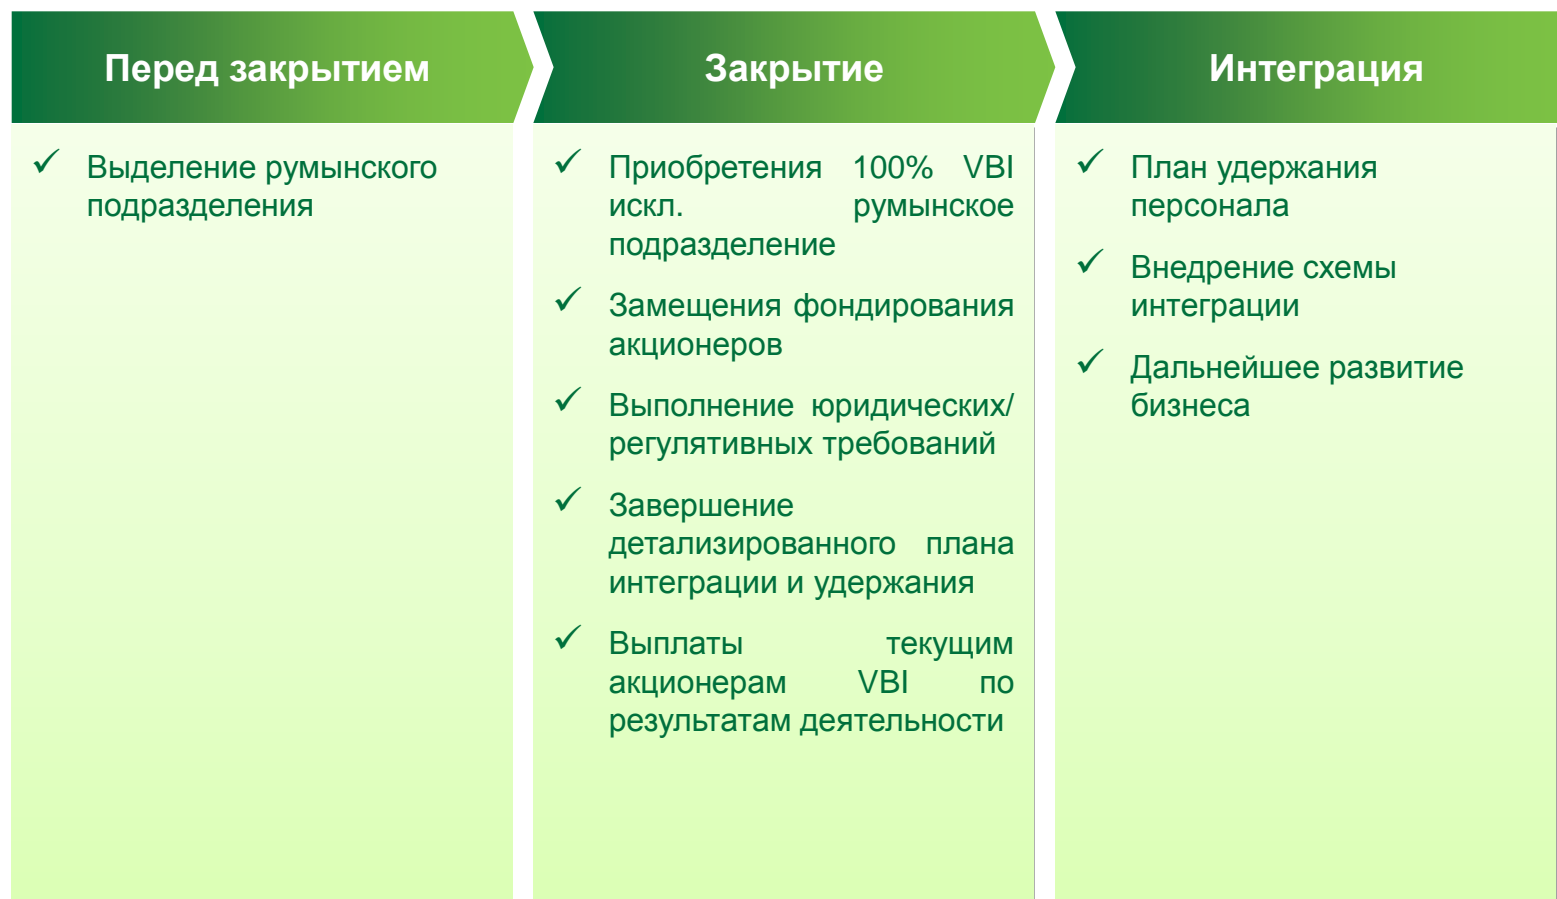 Перед закрытием
Выделение румынского
подразделения
Закрытие
Приобретения 100% VBI
искл. румынское
подразделение
Замещения фондирования
акционеров
Выполнение юридических/
регулятивных требований
Завершение
детализированного плана
интеграции и удержания
Выплаты текущим
акционерам VBI по
результатам деятельности
Интеграция
План удержания
персонала
Внедрение схемы
интеграции
Дальнейшее развитие
бизнеса